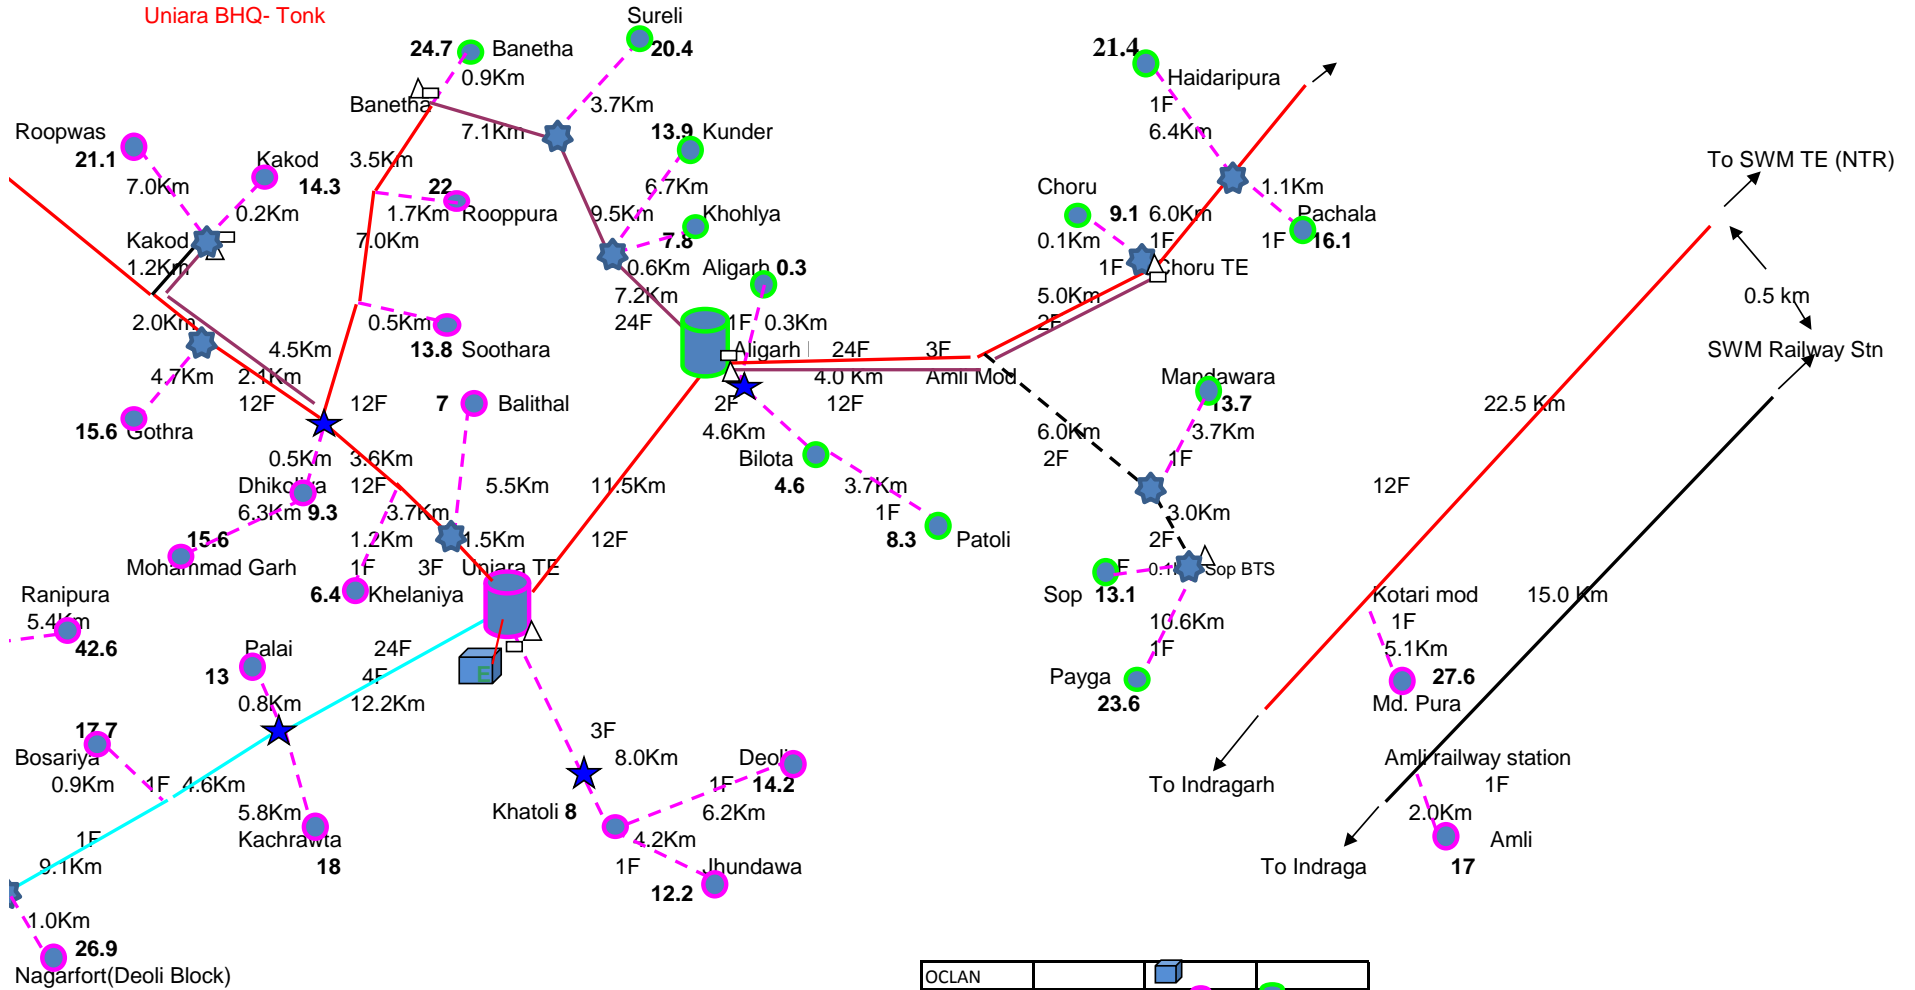 Uniara BHQ- Tonk
Sureli
20.4
24.7
Banetha
0.9Km
21.4
Haidaripura
Banetha
3.7Km
7.1Km
1F
6.4Km
Roopwas
21.1
13.9
Kunder
Kakod
14.3
3.5Km
To SWM TE (NTR)
7.0Km
22
6.7Km
Choru
9.1
1.1Km
0.2Km
1.7Km
Rooppura
9.5Km
Khohlya
6.0Km
Pachala
Kakod
7.0Km
7.8
0.1Km
1F
1F
16.1
1.2Km
0.6Km
Aligarh
0.3
1F
Choru TE
7.2Km
5.0Km
0.5 km
2.0Km
0.5Km
24F
1F
0.3Km
2F
4.5Km
13.8
Soothara
Aligarh
24F
3F
SWM Railway Stn
4.7Km
2.1Km
4.0 Km
Amli Mod
Mandawara
12F
12F
7
Balithal
2F
12F
13.7
22.5 Km
15.6
Gothra
4.6Km
6.0Km
3.7Km
0.5Km
3.6Km
Bilota
2F
1F
Dhikoliya
12F
5.5Km
11.5Km
4.6
3.7Km
12F
6.3Km
9.3
3.7Km
1F
3.0Km
15.6
1.2Km
1.5Km
12F
8.3
Patoli
2F
Mohammad Garh
1F
3F
Uniara TE
Sop BTS
Ranipura
6.4
Khelaniya
Sop
13.1
Kotari mod
15.0 Km
5.4Km
10.6Km
1F
42.6
Palai
24F
1F
5.1Km
13
4F
E
Payga
27.6
0.8Km
12.2Km
23.6
Md. Pura
17.7
3F
Bosariya
8.0Km
Deoli
Amli railway station
0.9Km
1F
4.6Km
1F
14.2
To Indragarh
1F
5.8Km
Khatoli
8
6.2Km
2.0Km
1F
Kachrawta
4.2Km
Amli
9.1Km
18
1F
Jhundawa
To Indraga
17
12.2
1.0Km
26.9
Nagarfort(Deoli Block)
OCLAN